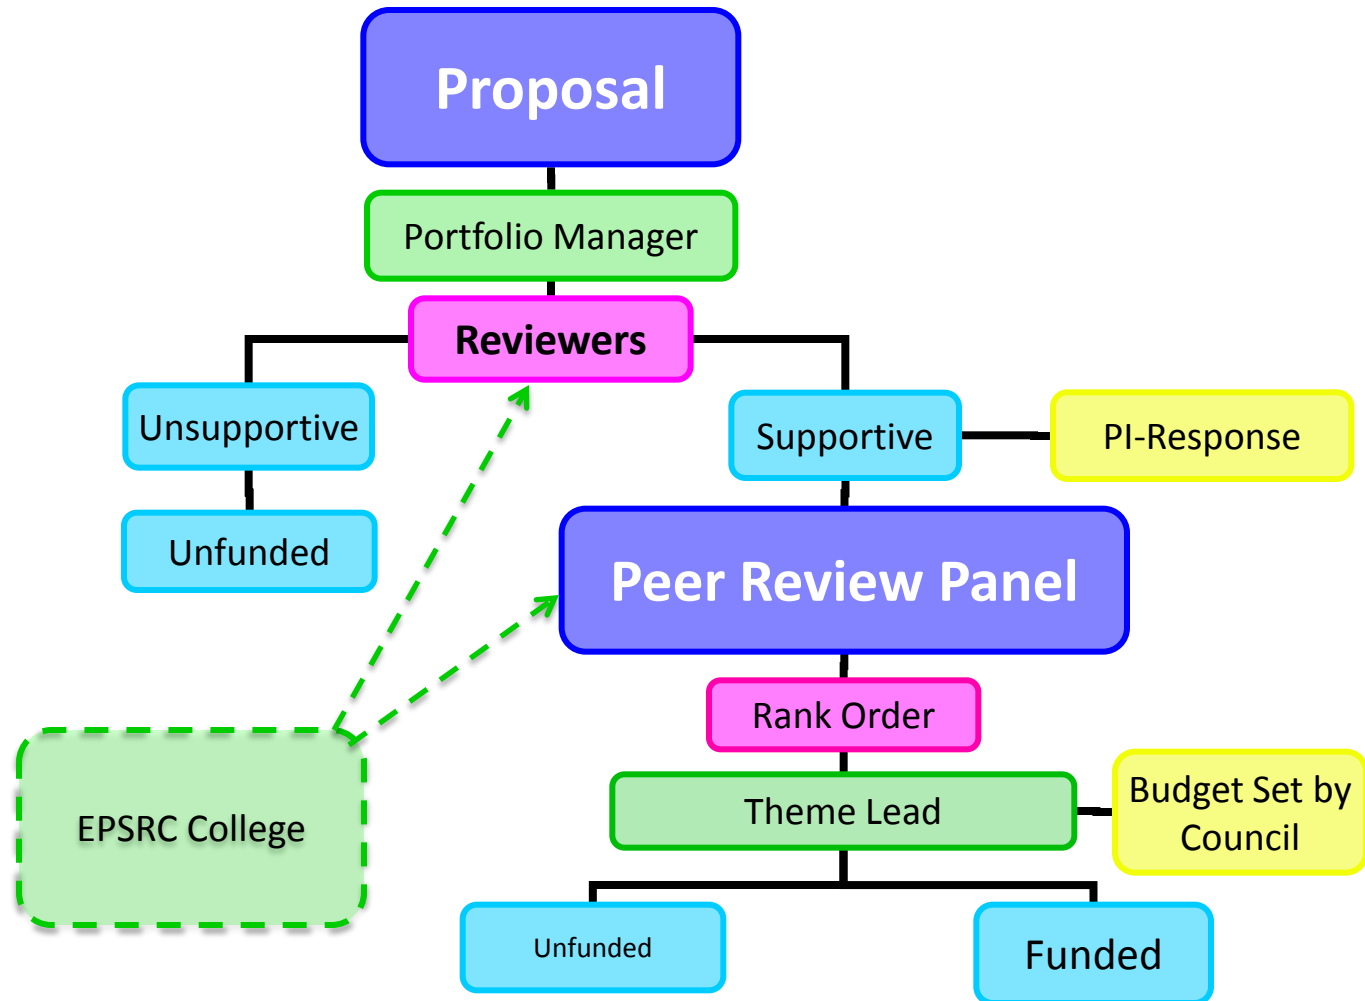 Proposal
Portfolio Manager
Reviewers
Unsupportive
Supportive
PI-Response
Unfunded
Peer Review Panel
Rank Order
EPSRC College
Theme Lead
Budget Set by
Council
Unfunded
Funded